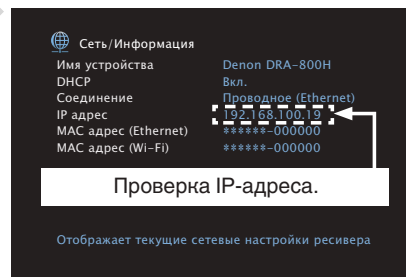 Сеть/Информация
Имя устройства Denon DRA-800H
DHCP Вкл.
Соединение Проводное (Ethernet)
IP адрес 192.168.100.19
MAC адрес (Ethernet) ******-000000
MAC адрес (Wi-Fi) ******-000000
Проверка IP-адреса.
Отображает текущие сетевые настройки ресивера